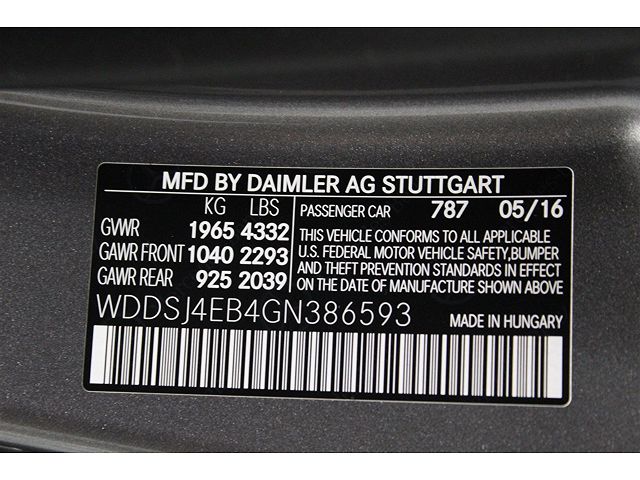 MFD BY DAIMLER AG STUTTGART
KG LBS
GVWR 1965 4332
GAWR FRONT 1040 2293
GAWR REAR 925 2039
PASSENGER CAR 787 05/16
THIS VEHICLE CONFORMS TO ALL APPLICABLE
U.S. FEDERAL MOTOR VEHICLE SAFETY,BUMPER
AND THEFT PREVENTION STANDARDS IN EFFECT
ON THE DATE OF MANUFACTURE SHOWN ABOVE.
WDDSJ4EB4GN386593
MADE IN HUNGARY